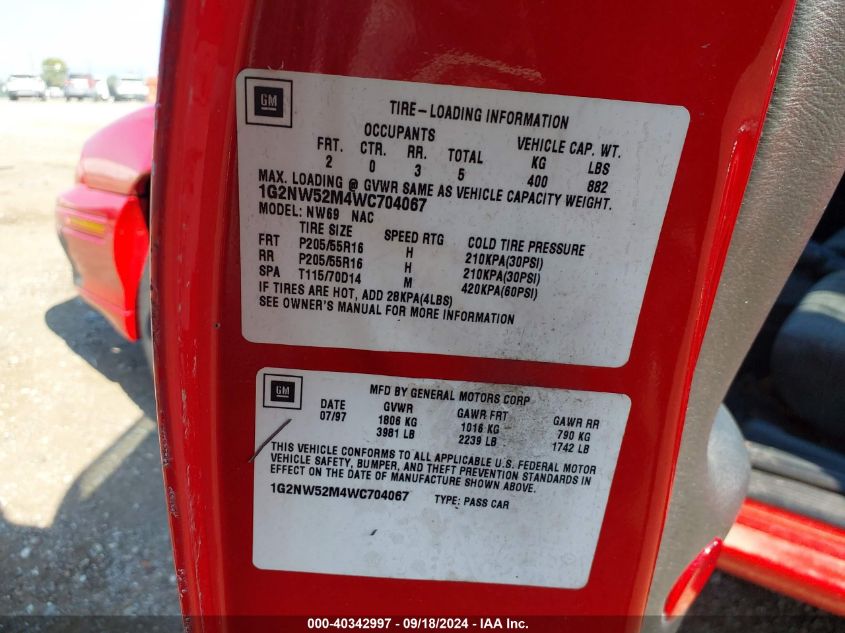 GM
TIRE-LOADING INFORMATION
OCCUPANTS VEHICLE CAP. WT.
FRT. CTR. RR. TOTAL KG LBS
2 0 3 5 400 882
MAX. LOADING @ GVWR SAME AS VEHICLE CAPACITY WEIGHT.
1G2NW52M4WC704067
MODEL: NW69 NAC
TIRE SIZE SPEED RTG COLD TIRE PRESSURE
FRT P205/55R16 H 210KPA(30PSI)
RR P205/55R16 H 210KPA(30PSI)
SPA T115/70D14 M 420KPA(60PSI)
IF TIRES ARE HOT, ADD 28KPA(4LBS)
SEE OWNER'S MANUAL FOR MORE INFORMATION
GM
MFD BY GENERAL MOTORS CORP
DATE GVWR GAWR FRT GAWR RR
07/97 1806 KG 1016 KG 790 KG
3981 LB 2239 LB 1742 LB
THIS VEHICLE CONFORMS TO ALL APPLICABLE U.S. FEDERAL MOTOR
VEHICLE SAFETY, BUMPER, AND THEFT PREVENTION STANDARDS IN
EFFECT ON THE DATE OF MANUFACTURE SHOWN ABOVE.
1G2NW52M4WC704067 TYPE: PASS CAR
000-40342997 - 09/18/2024 - IAA Inc.